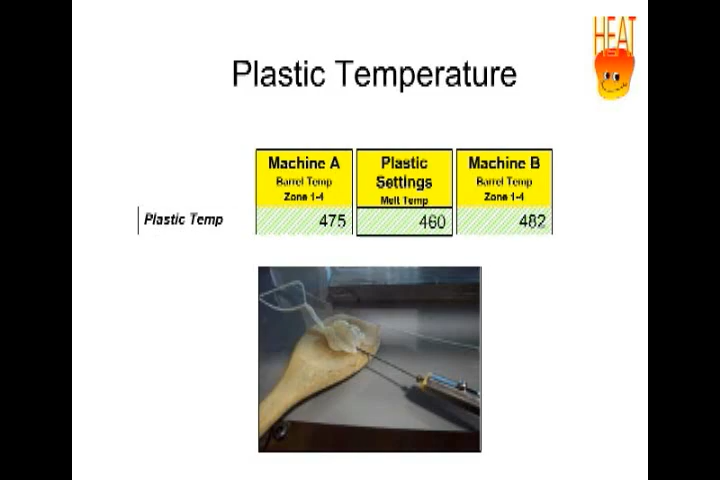 HEAT
Plastic Temperature
Machine A
Barrel Temp
Zone 1-4
Plastic
Settings
Melt Temp
Machine B
Barrel Temp
Zone 1-4
Plastic Temp 475 460 482